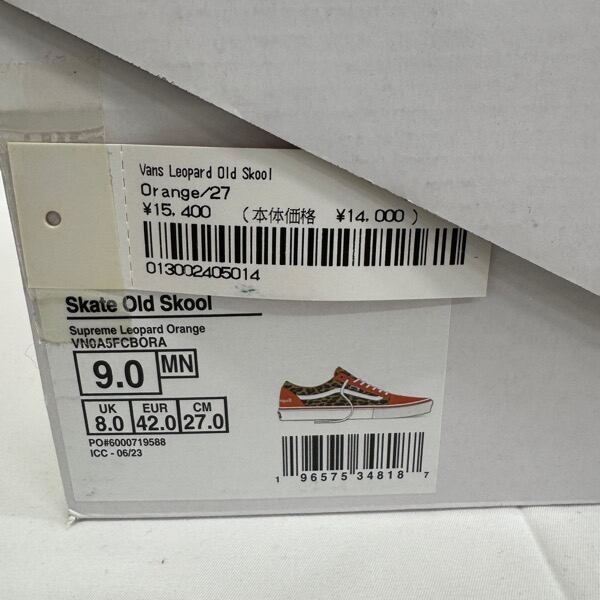 Vans Leopard Old Skool
Orange/27
¥15,400 (本体価格 ¥14,000)
013002405014
Skate Old Skool
Supreme Leopard Orange
VN0A5FCBORA
9.0 MN
UK EUR CM
8.0 42.0 27.0
PO#6000719588
ICC - 06/23
1 96575 34818 7